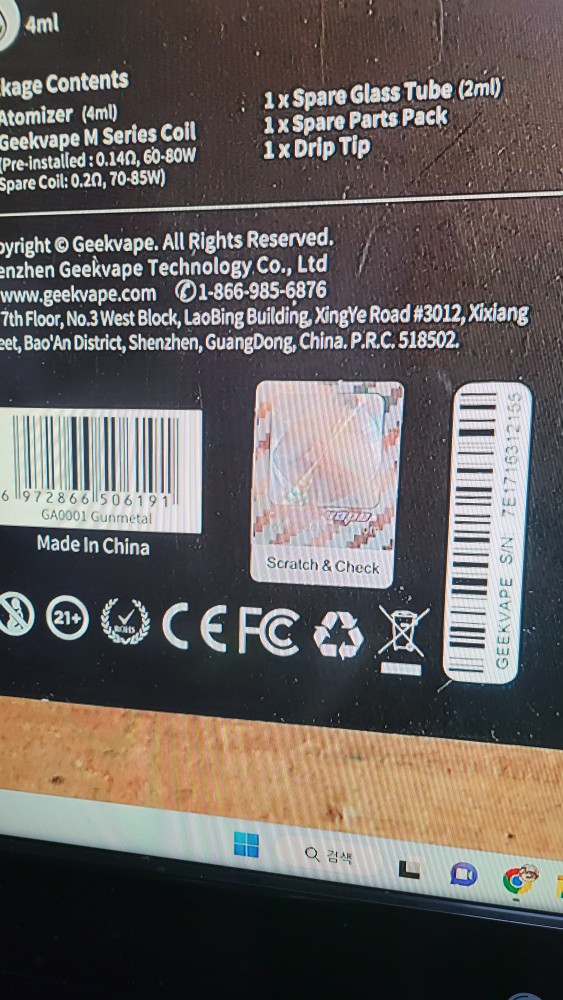 4ml
kage Contents
Atomizer (4ml)
Geekvape M Series Coil
(Pre-installed : 0.14Ω, 60-80W
Spare Coil: 0.2Ω, 70-85W)
1 x Spare Glass Tube (2ml)
1 x Spare Parts Pack
1 x Drip Tip
pyright © Geekvape. All Rights Reserved.
enzhen Geekvape Technology Co., Ltd
www.geekvape.com ✆1-866-985-6876
7th Floor, No.3 West Block, LaoBing Building, XingYe Road #3012, Xixiang
eet, Bao'An District, Shenzhen, GuangDong, China. P.R.C. 518502.
6 972866 506191
GA0001 Gunmetal
Made In China
Scratch & Check
GEEKVAPE S/N 7E1716312165
21+
ROHS
CE FC
검색